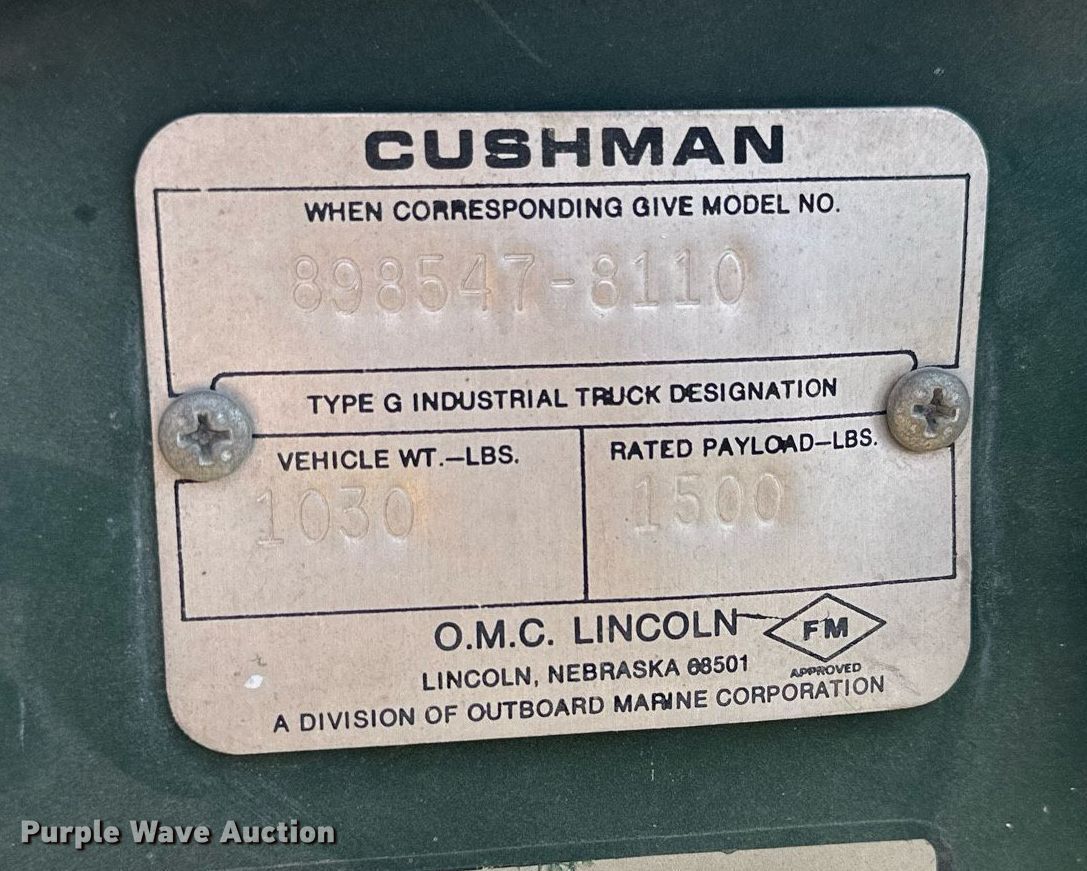 CUSHMAN
WHEN CORRESPONDING GIVE MODEL NO.
898547-8110
TYPE G INDUSTRIAL TRUCK DESIGNATION
VEHICLE WT.—LBS.
1030
RATED PAYLOAD—LBS.
1500
O.M.C. LINCOLN
FM
APPROVED
LINCOLN, NEBRASKA 68501
A DIVISION OF OUTBOARD MARINE CORPORATION
Purple Wave Auction